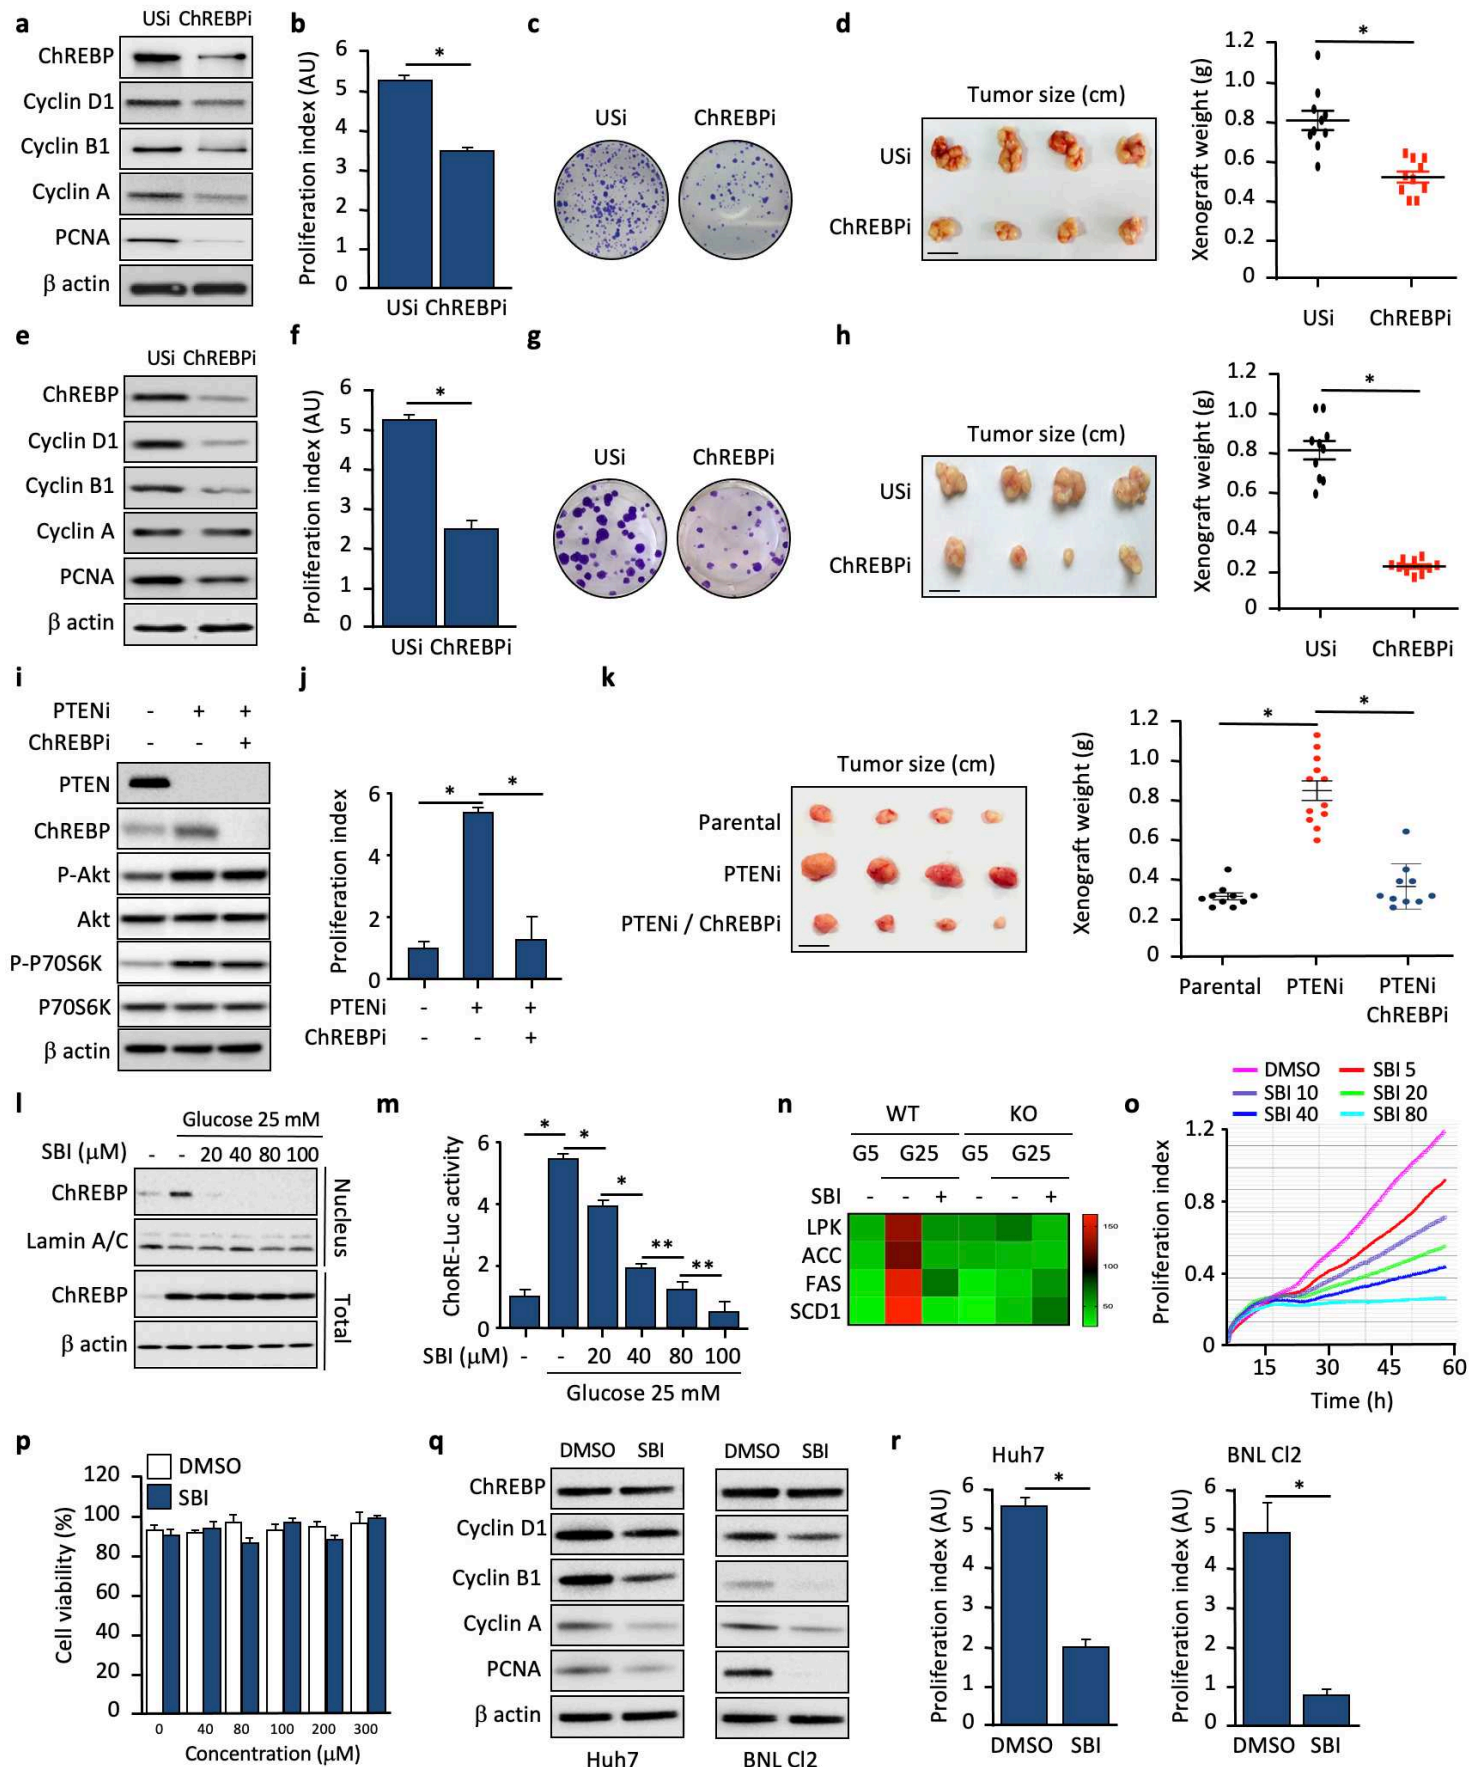 a
USi ChREBPi
ChREBP
Cyclin D1
Cyclin B1
Cyclin A
PCNA
β actin
b
Proliferation index (AU)
6
5
4
3
2
1
0
*
USi ChREBPi
c
USi ChREBPi
d
Tumor size (cm)
USi
ChREBPi
Xenograft weight (g)
1.2
1.0
0.8
0.6
0.4
0.2
0
*
USi ChREBPi
e
USi ChREBPi
ChREBP
Cyclin D1
Cyclin B1
Cyclin A
PCNA
β actin
f
Proliferation index (AU)
6
5
4
3
2
1
0
*
USi ChREBPi
g
USi ChREBPi
h
Tumor size (cm)
USi
ChREBPi
Xenograft weight (g)
1.2
1.0
0.8
0.6
0.4
0.2
0
*
USi ChREBPi
i
PTENi - + +
ChREBPi - - +
PTEN
ChREBP
P-Akt
Akt
P-P70S6K
P70S6K
β actin
j
Proliferation index
6
4
2
0
* *
PTENi - + +
ChREBPi - - +
k
Tumor size (cm)
Parental
PTENi
PTENi / ChREBPi
Xenograft weight (g)
1.2
1.0
0.8
0.6
0.4
0.2
0
* *
Parental PTENi PTENi
ChREBPi
l
Glucose 25 mM
SBI (μM) - - 20 40 80 100
ChREBP
Lamin A/C
Nucleus
ChREBP
β actin
Total
m
ChoRE-Luc activity
6
4
2
0
* * * ** **
SBI (μM) - - 20 40 80 100
Glucose 25 mM
n
WT KO
G5 G25 G5 G25
SBI - - + - - +
LPK
ACC
FAS
SCD1
150
100
50
o
DMSO SBI 5
SBI 10 SBI 20
SBI 40 SBI 80
Proliferation index
1.2
0.8
0.4
0
15 30 45 60
Time (h)
p
DMSO
SBI
Cell viability (%)
120
100
80
60
40
20
0
0 40 80 100 200 300
Concentration (μM)
q
DMSO SBI DMSO SBI
ChREBP
Cyclin D1
Cyclin B1
Cyclin A
PCNA
β actin
Huh7 BNL Cl2
r
Huh7
Proliferation index (AU)
6
5
4
3
2
1
0
*
DMSO SBI
BNL Cl2
Proliferation index (AU)
6
5
4
3
2
1
0
*
DMSO SBI